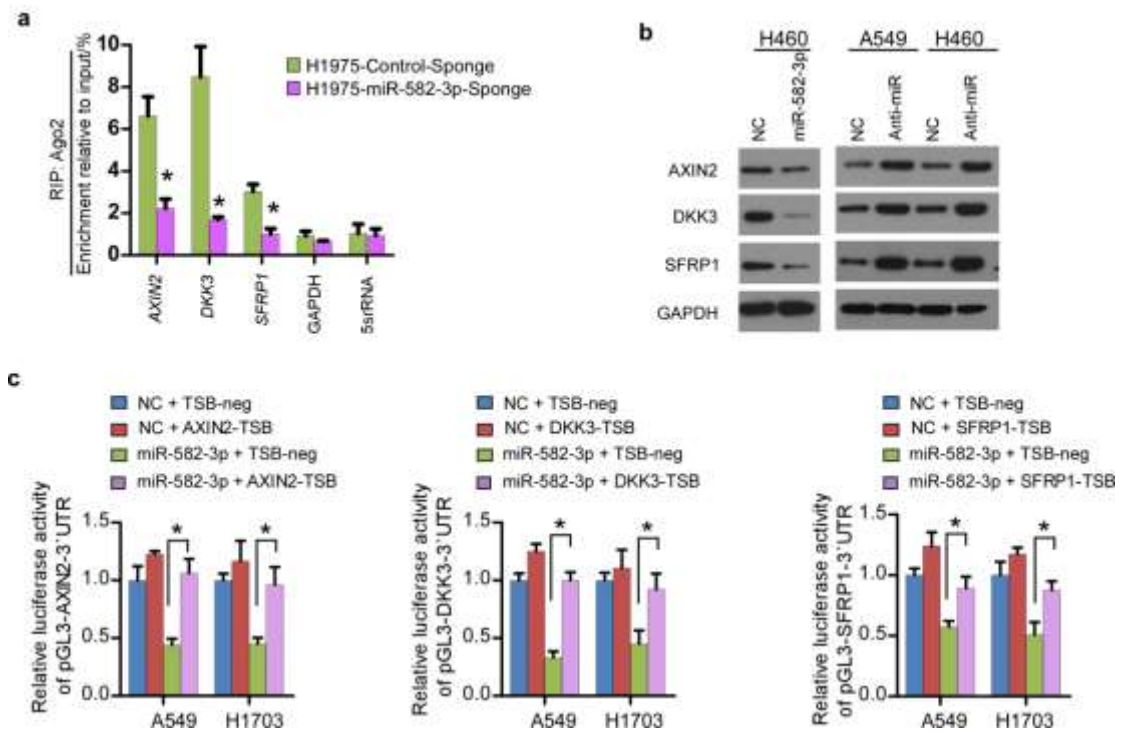 a
RIP: Ago2
Enrichment relative to input/%
10
8
6
4
2
0
H1975-Control-Sponge
H1975-miR-582-3p-Sponge
*
*
*
AXIN2
DKK3
SFRP1
GAPDH
5srRNA
b
H460
A549
H460
NC
miR-582-3p
NC
Anti-miR
NC
Anti-miR
AXIN2
DKK3
SFRP1
GAPDH
c
NC + TSB-neg
NC + AXIN2-TSB
miR-582-3p + TSB-neg
miR-582-3p + AXIN2-TSB
Relative luciferase activity
of pGL3-AXIN2-3`UTR
1.5
1.0
0.5
0.0
*
*
A549
H1703
NC + TSB-neg
NC + DKK3-TSB
miR-582-3p + TSB-neg
miR-582-3p + DKK3-TSB
Relative luciferase activity
of pGL3-DKK3-3`UTR
1.5
1.0
0.5
0.0
*
*
A549
H1703
NC + TSB-neg
NC + SFRP1-TSB
miR-582-3p + TSB-neg
miR-582-3p + SFRP1-TSB
Relative luciferase activity
of pGL3-SFRP1-3`UTR
1.5
1.0
0.5
0.0
*
*
A549
H1703